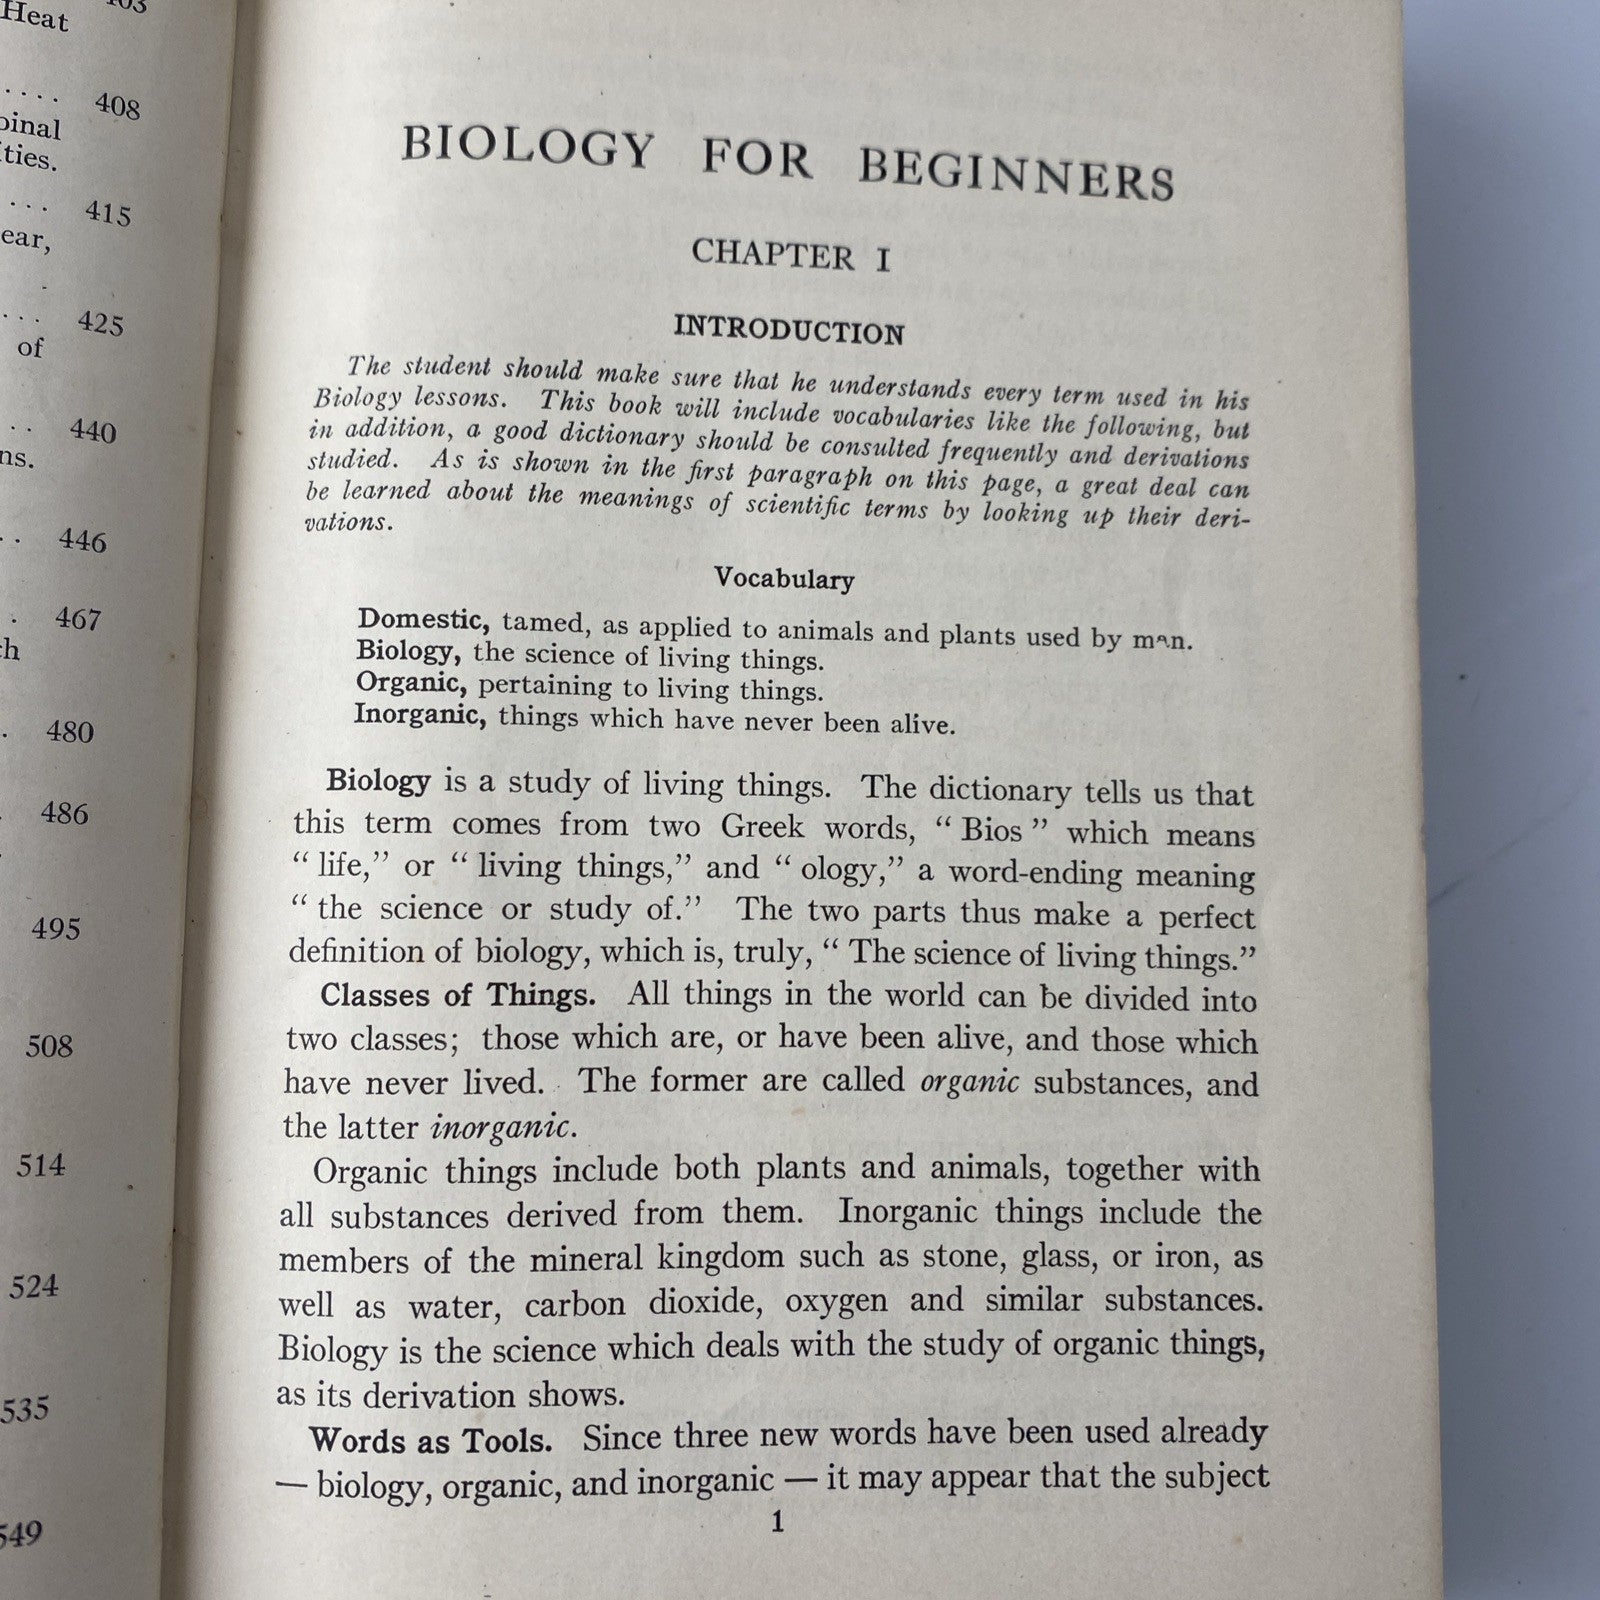 Heat
408
ties.
415
ear,
425
of
440
ns.
446
467
480
486
495
508
514
524
535
549
BIOLOGY FOR BEGINNERS
CHAPTER I
INTRODUCTION
The student should make sure that he understands every term used in his
Biology lessons. This book will include vocabularies like the following, but
in addition, a good dictionary should be consulted frequently and derivations
studied. As is shown in the first paragraph on this page, a great deal can
be learned about the meanings of scientific terms by looking up their deri-
vations.
Vocabulary
Domestic, tamed, as applied to animals and plants used by man.
Biology, the science of living things.
Organic, pertaining to living things.
Inorganic, things which have never been alive.
Biology is a study of living things. The dictionary tells us that
this term comes from two Greek words, “Bios” which means
“life,” or “living things,” and “ology,” a word-ending meaning
“the science or study of.” The two parts thus make a perfect
definition of biology, which is, truly, “The science of living things.”
Classes of Things. All things in the world can be divided into
two classes; those which are, or have been alive, and those which
have never lived. The former are called organic substances, and
the latter inorganic.
Organic things include both plants and animals, together with
all substances derived from them. Inorganic things include the
members of the mineral kingdom such as stone, glass, or iron, as
well as water, carbon dioxide, oxygen and similar substances.
Biology is the science which deals with the study of organic things,
as its derivation shows.
Words as Tools. Since three new words have been used already
— biology, organic, and inorganic — it may appear that the subject
1